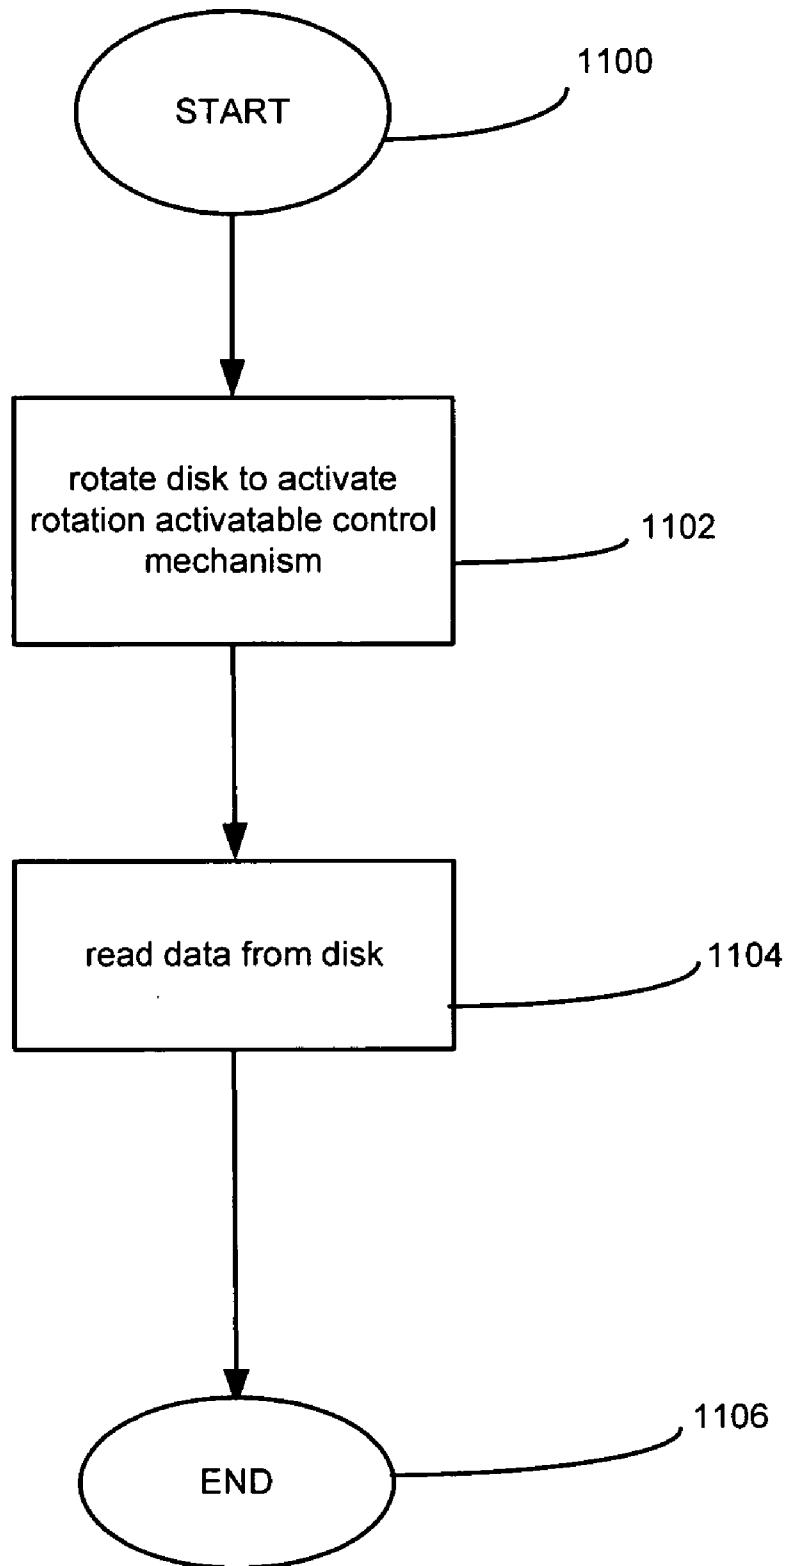 START
1100
rotate disk to activate
rotation activatable control
mechanism
1102
read data from disk
1104
END
1106